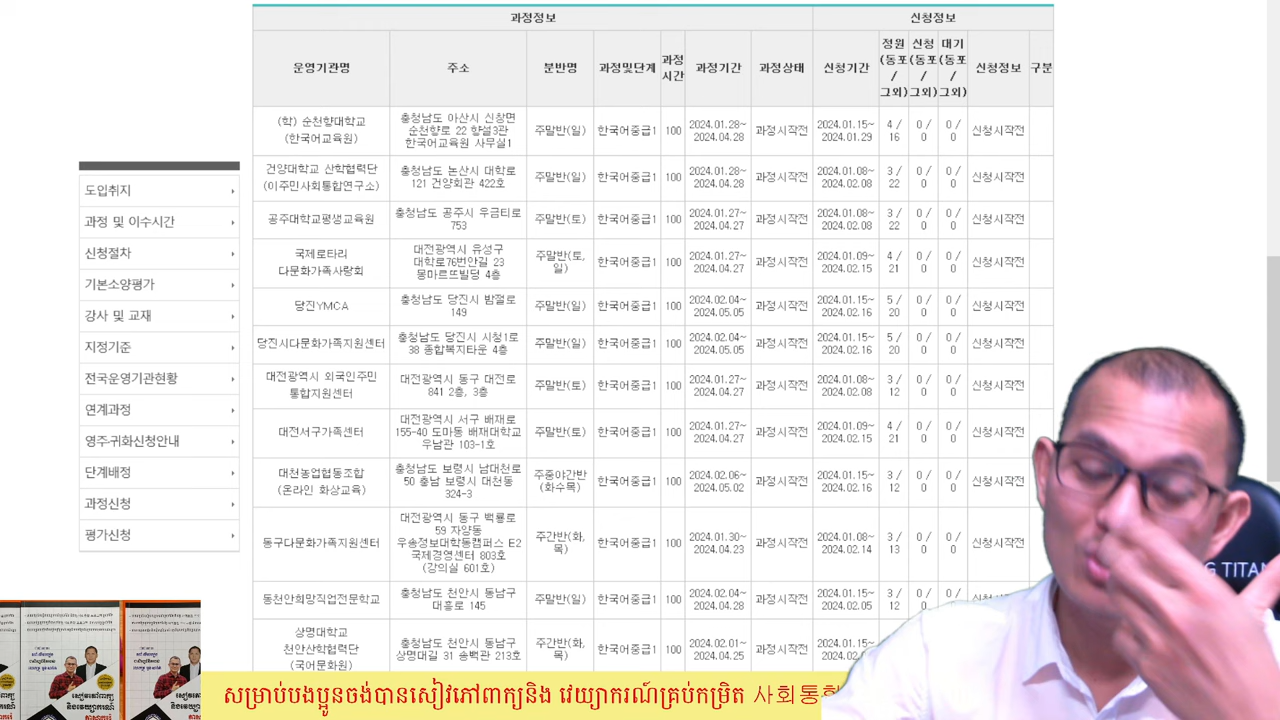 과정정보
신청정보
운영기관명
주소
분반명
과정및단계
과정
시간
과정기간
과정상태
신청기간
정원
(동포
/
그외)
신청
(동포
/
그외)
대기
(동포
/
그외)
신청정보
구분
(학) 순천향대학교
(한국어교육원)
충청남도 아산시 신창면
순천향로 22 향설3관
한국어교육원 사무실1
주말반(일)
한국어중급1
100
2024.01.28~
2024.04.28
과정시작전
2024.01.15~
2024.01.29
4 /
16
0 /
0
0 /
0
신청시작전
건양대학교 산학협력단
(이주민사회통합연구소)
충청남도 논산시 대학로
121 건양회관 422호
주말반(일)
한국어중급1
100
2024.01.28~
2024.04.28
과정시작전
2024.01.08~
2024.02.08
3 /
22
0 /
0
0 /
0
신청시작전
공주대학교평생교육원
충청남도 공주시 우금티로
753
주말반(토)
한국어중급1
100
2024.01.27~
2024.04.27
과정시작전
2024.01.08~
2024.02.08
3 /
22
0 /
0
0 /
0
신청시작전
국제로타리
다문화가족사랑회
대전광역시 유성구
대학로76번안길 23
몽마르뜨빌딩 4층
주말반(토,
일)
한국어중급1
100
2024.01.27~
2024.04.27
과정시작전
2024.01.09~
2024.02.15
4 /
21
0 /
0
0 /
0
신청시작전
당진YMCA
충청남도 당진시 밤절로
149
주말반(일)
한국어중급1
100
2024.02.04~
2024.05.05
과정시작전
2024.01.15~
2024.02.16
5 /
20
0 /
0
0 /
0
신청시작전
당진시다문화가족지원센터
충청남도 당진시 시청1로
38 종합복지타운 4층
주말반(일)
한국어중급1
100
2024.02.04~
2024.05.05
과정시작전
2024.01.15~
2024.02.16
5 /
20
0 /
0
0 /
0
신청시작전
대전광역시 외국인주민
통합지원센터
대전광역시 동구 대전로
841 2층, 3층
주말반(토)
한국어중급1
100
2024.01.27~
2024.04.27
과정시작전
2024.01.08~
2024.02.08
3 /
12
0 /
0
0 /
0
신청시작전
대전서구가족센터
대전광역시 서구 배재로
155-40 도마동 배재대학교
우남관 103-1호
주말반(토)
한국어중급1
100
2024.01.27~
2024.04.27
과정시작전
2024.01.09~
2024.02.15
4 /
21
0 /
0
0 /
0
신청시작전
대천농업협동조합
(온라인 화상교육)
충청남도 보령시 남대천로
50 충남 보령시 대천동
324-3
주중야간반
(화수목)
한국어중급1
100
2024.02.06~
2024.05.02
과정시작전
2024.01.15~
2024.02.16
3 /
12
0 /
0
0 /
0
신청시작전
동구다문화가족지원센터
대전광역시 동구 백룡로
59 자양동
우송정보대학동캠퍼스 E2
국제경영센터 803호
(강의실 601호)
주간반(화,
목)
한국어중급1
100
2024.01.30~
2024.04.23
과정시작전
2024.01.08~
2024.02.14
3 /
13
0 /
0
0 /
0
신청시작전
동천안희망직업전문학교
충청남도 천안시 동남구
대흥로 145
주말반(일)
한국어중급1
100
2024.02.04~
2024.04.28
과정시작전
2024.01.15~
2024.02.09
3 /
12
0 /
0
0 /
0
상명대학교
천안산학협력단
(국어문화원)
충청남도 천안시 동남구
상명대길 31 송백관 213호
주간반(화,
목)
한국어중급1
100
2024.02.01~
2024.04.25
과정시작전
2024.01.15~
도입취지
과정 및 이수시간
신청절차
기본소양평가
강사 및 교재
지정기준
전국운영기관현황
연계과정
영주·귀화신청안내
단계배정
과정신청
평가신청
សម្រាប់បងប្អូនចង់បានសៀវភៅពាក្យនិង វេយ្យាករណ៍គ្រប់កម្រិត 사회통